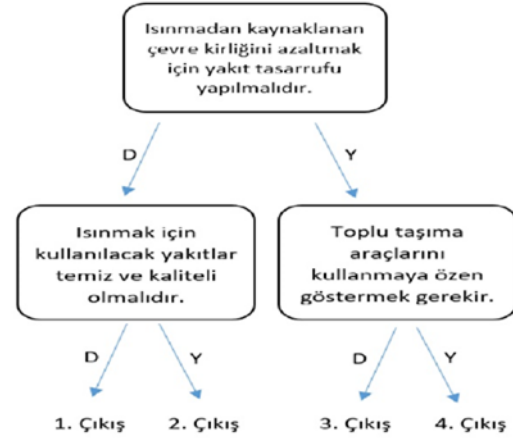 Isınmadan kaynaklanan
çevre kirliğini azaltmak
için yakıt tasarrufu
yapılmalıdır.
D
Y
Isınmak için
kullanılacak yakıtlar
temiz ve kaliteli
olmalıdır.
Toplu taşıma
araçlarını
kullanmaya özen
göstermek gerekir.
D
Y
D
Y
1. Çıkış
2. Çıkış
3. Çıkış
4. Çıkış